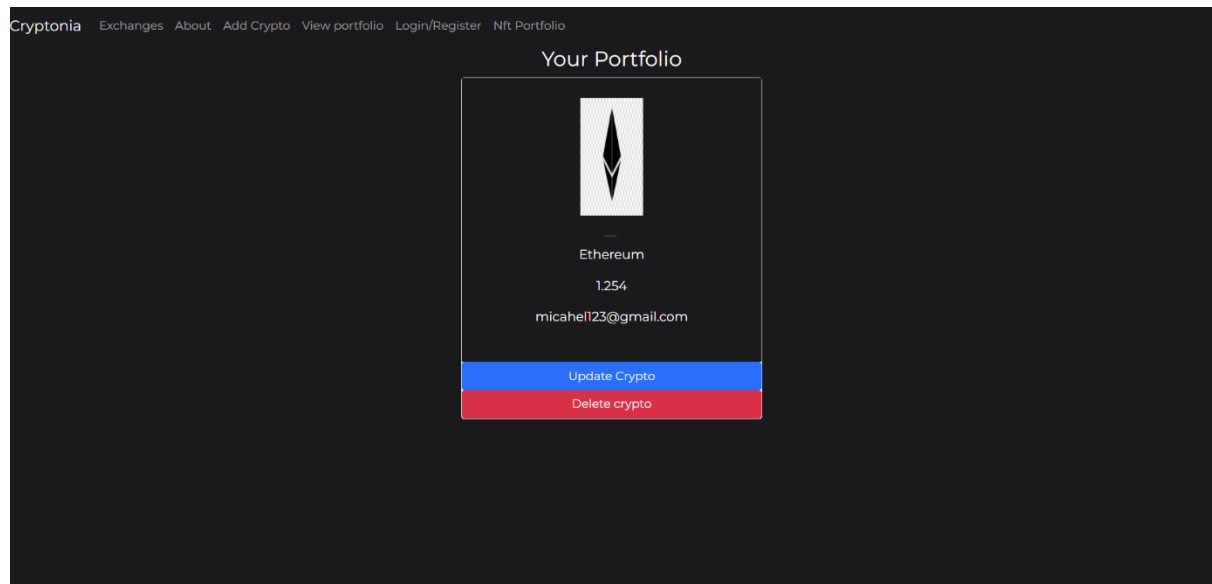 Cryptonia Exchanges About Add Crypto View portfolio Login/Register Nft Portfolio
Your Portfolio
Ethereum
1.254
micahel123@gmail.com
Update Crypto
Delete crypto